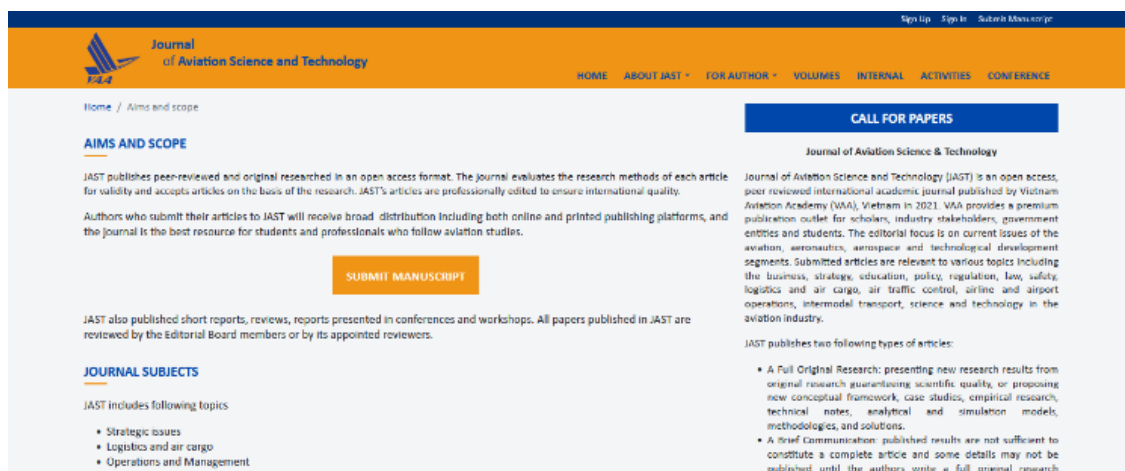 Sign Up Sign In Submit Manuscript
Journal
of Aviation Science and Technology
VAA
HOME ABOUT JAST FOR AUTHOR VOLUMES INTERNAL ACTIVITIES CONFERENCE
Home / Aims and scope
AIMS AND SCOPE
JAST publishes peer-reviewed and original researched in an open access format. The journal evaluates the research methods of each article
for validity and accepts articles on the basis of the research. JAST's articles are professionally edited to ensure international quality.
Authors who submit their articles to JAST will receive broad distribution including both online and printed publishing platforms, and
the journal is the best resource for students and professionals who follow aviation studies.
SUBMIT MANUSCRIPT
JAST also published short reports, reviews, reports presented in conferences and workshops. All papers published in JAST are
reviewed by the Editorial Board members or by its appointed reviewers.
JOURNAL SUBJECTS
JAST includes following topics
• Strategic issues
• Logistics and air cargo
• Operations and Management
CALL FOR PAPERS
Journal of Aviation Science & Technology
Journal of Aviation Science and Technology (JAST) is an open access,
peer reviewed international academic journal published by Vietnam
Aviation Academy (VAA), Vietnam in 2021. VAA provides a premium
publication outlet for scholars, industry stakeholders, government
entities and students. The editorial focus is on current issues of the
aviation, aeronautics, aerospace and technological development
segments. Submitted articles are relevant to various topics including
the business, strategy, education, policy, regulation, law, safety,
logistics and air cargo, air traffic control, airline and airport
operations, intermodal transport, science and technology in the
aviation industry.
JAST publishes two following types of articles:
• A Full Original Research: presenting new research results from
original research guaranteeing scientific quality, or proposing
new conceptual framework, case studies, empirical research,
technical notes, analytical and simulation models,
methodologies, and solutions.
• A Brief Communication: published results are not sufficient to
constitute a complete article and some details may not be
published until the authors write a full original research